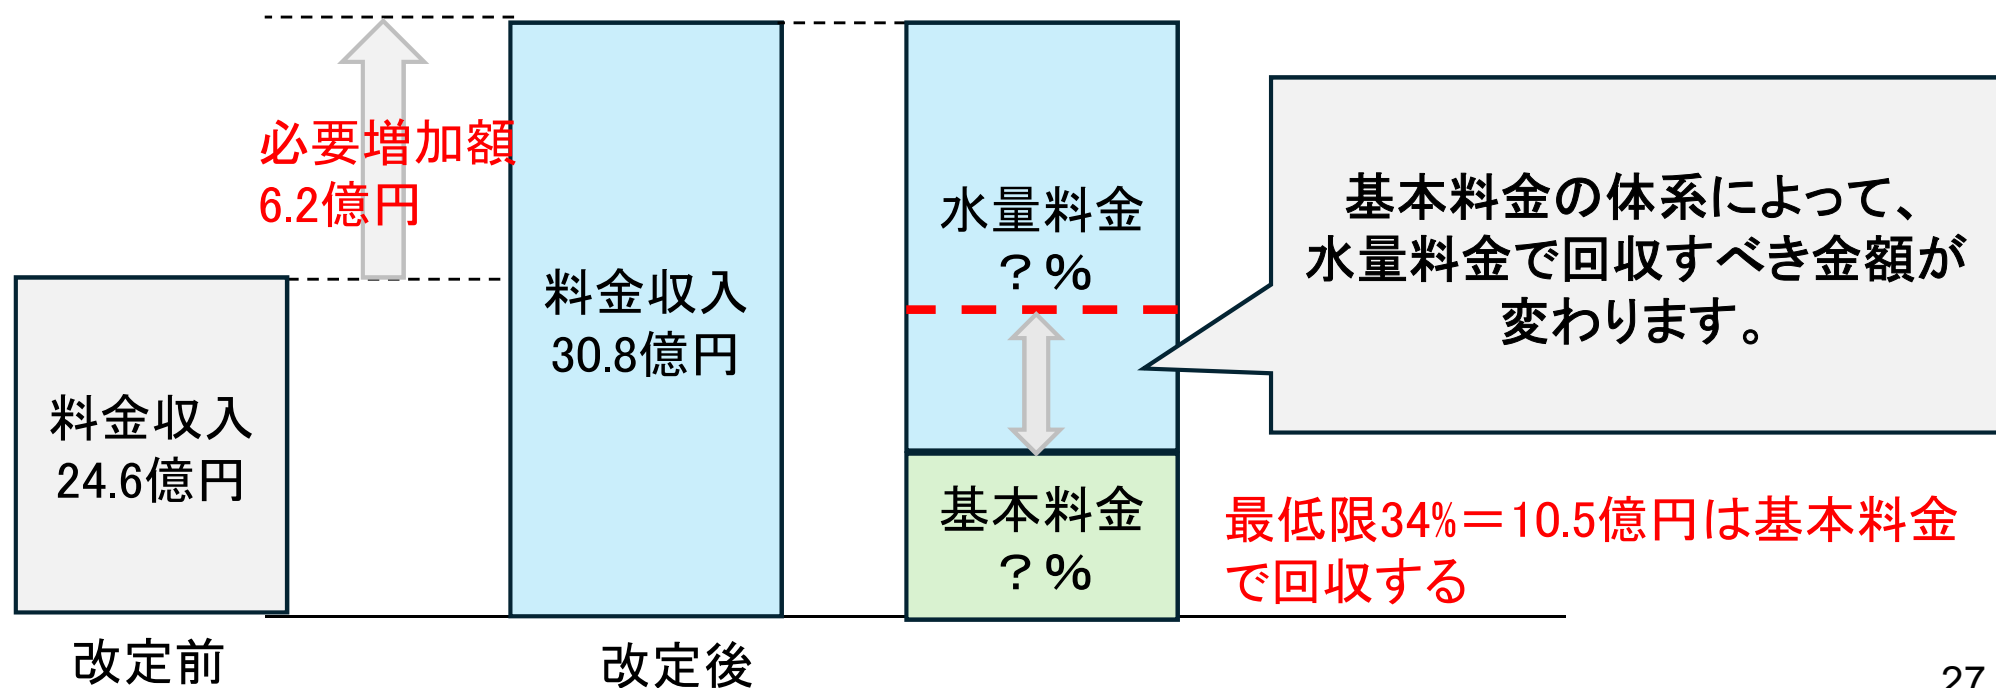 必要増加額
6.2億円
料金収入
24.6億円
改定前
料金収入
30.8億円
改定後
水量料金
？%
基本料金
？%
基本料金の体系によって、
水量料金で回収すべき金額が
変わります。
最低限34%＝10.5億円は基本料金
で回収する
27